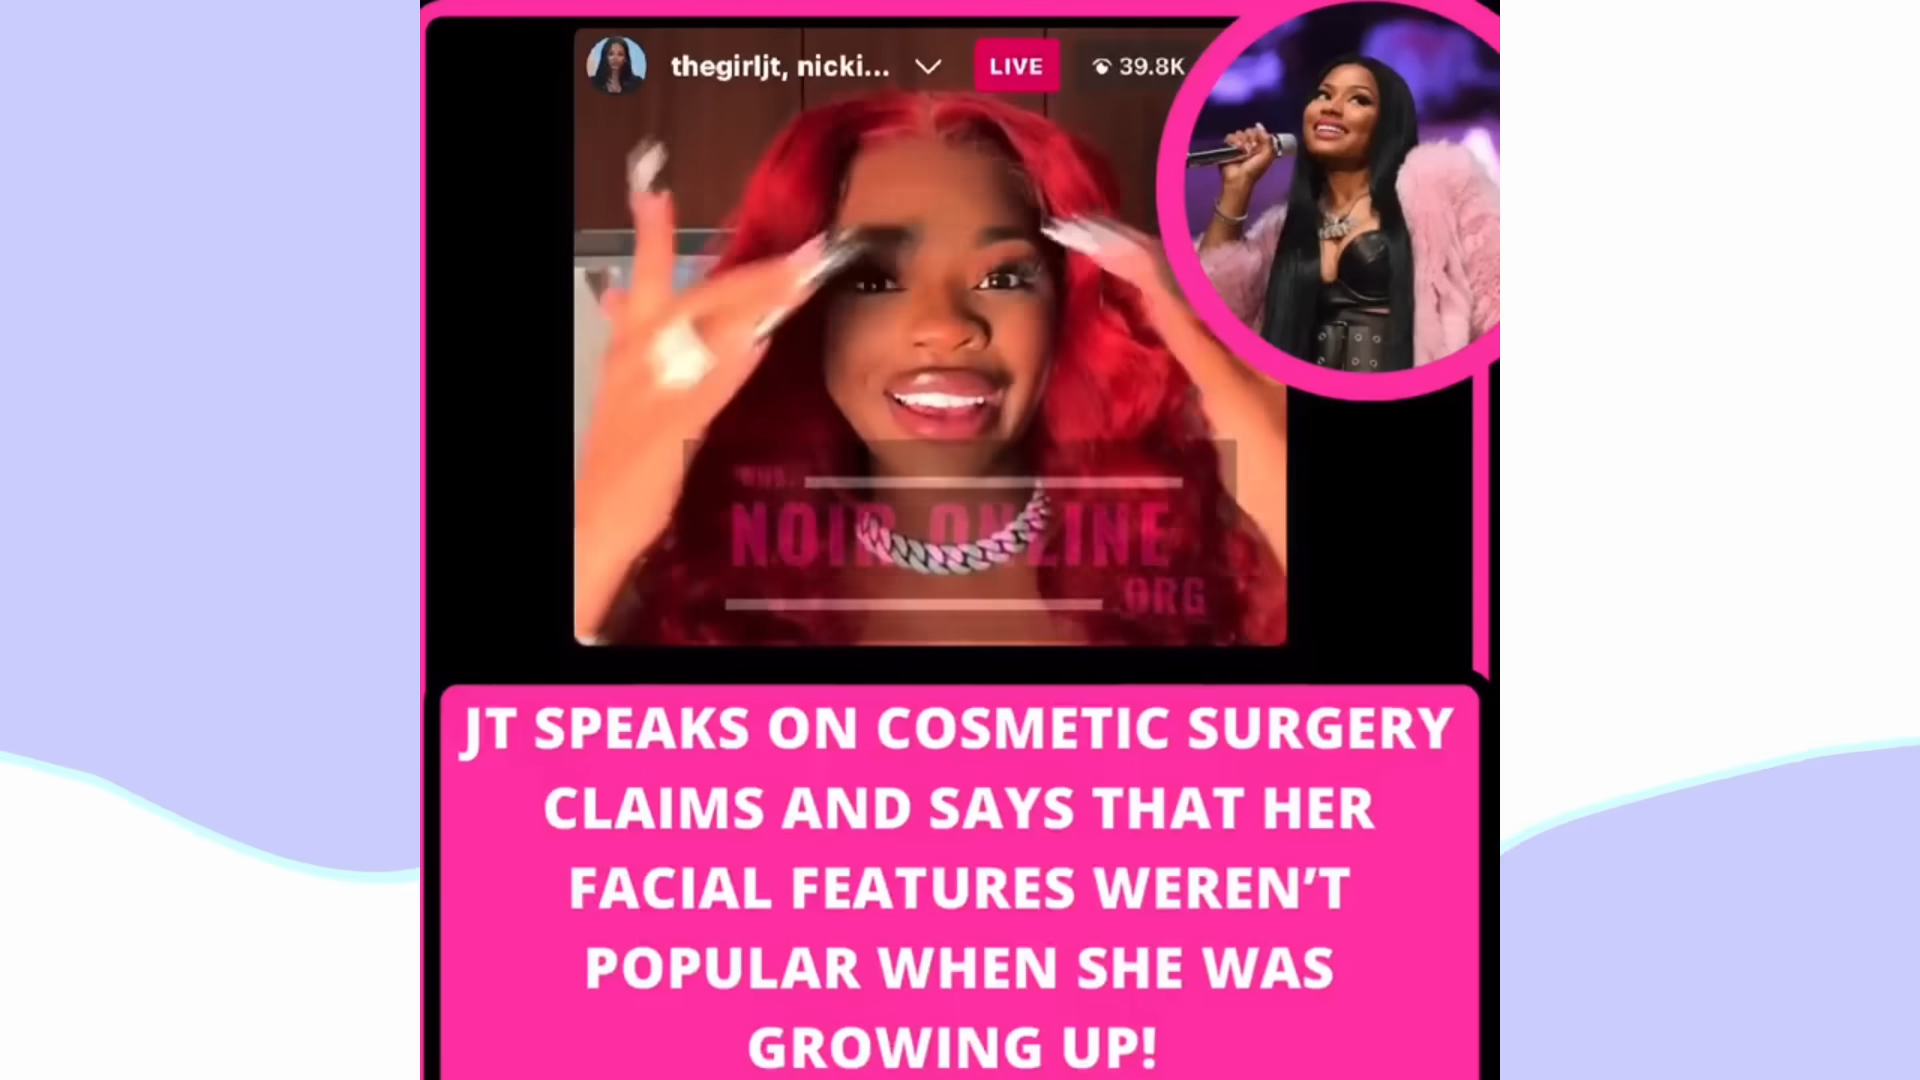 thegirljt, nicki...
LIVE
39.8K
NOIR ONLINE
.ORG
JT SPEAKS ON COSMETIC SURGERY
CLAIMS AND SAYS THAT HER
FACIAL FEATURES WEREN’T
POPULAR WHEN SHE WAS
GROWING UP!